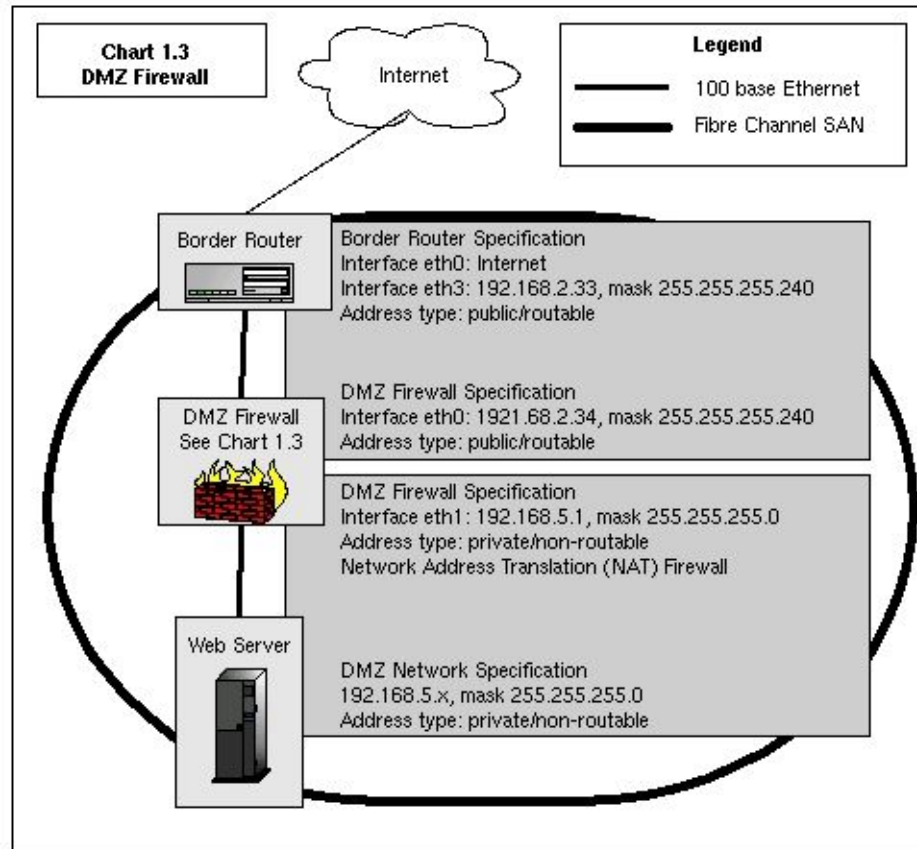 Chart 1.3
DMZ Firewall
Internet
Legend
100 base Ethernet
Fibre Channel SAN
Border Router
Border Router Specification
Interface eth0: Internet
Interface eth3: 192.168.2.33, mask 255.255.255.240
Address type: public/routable
DMZ Firewall
See Chart 1.3
DMZ Firewall Specification
Interface eth0: 1921.68.2.34, mask 255.255.255.240
Address type: public/routable
DMZ Firewall Specification
Interface eth1: 192.168.5.1, mask 255.255.255.0
Address type: private/non-routable
Network Address Translation (NAT) Firewall
Web Server
DMZ Network Specification
192.168.5.x, mask 255.255.255.0
Address type: private/non-routable